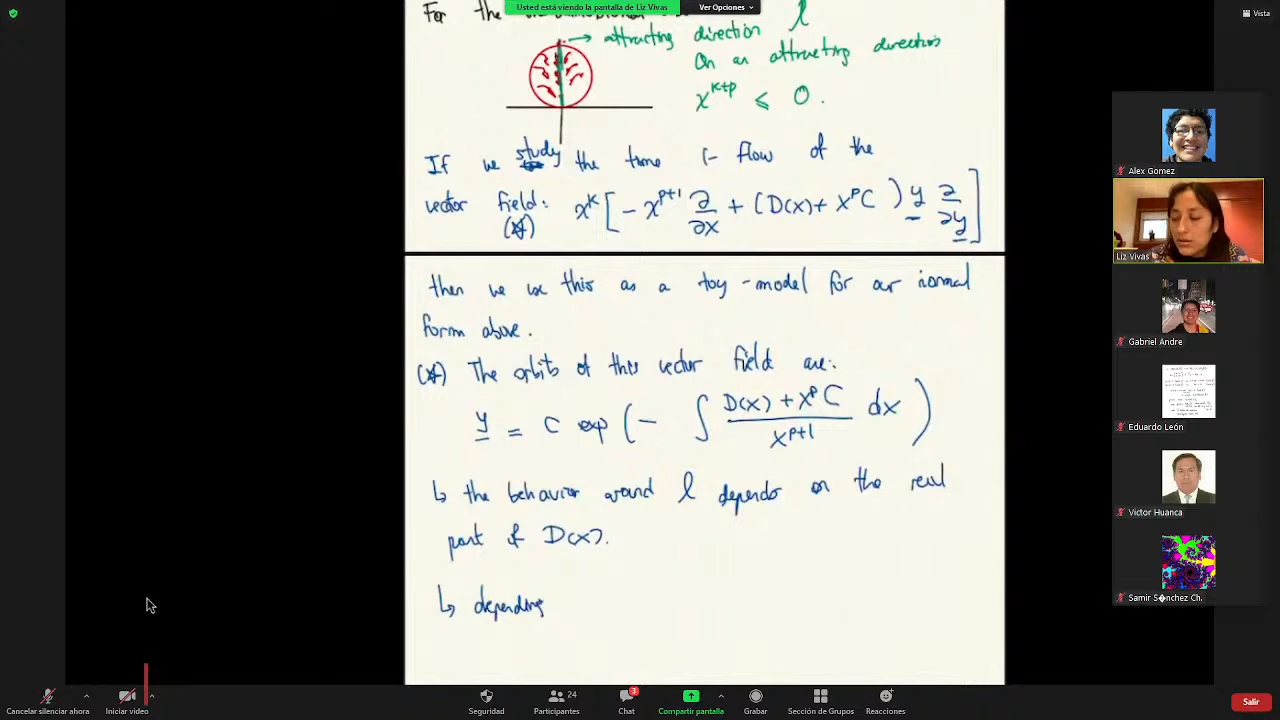 Usted está viendo la pantalla de Liz Vivas
Ver Opciones
Vista
For the
attracting direction l
On an attracting direction
x^{k+p} ≤ 0.
If we study the time 1- flow of the
vector field: x^k [ - x^{p+1} ∂/∂x + (D(x) + x^p C) y ∂/∂y ]
(*)
then we use this as a toy-model for our normal
form above.
(*) The orbits of this vector field are:
y = C exp ( - ∫ D(x) + x^p C / x^{p+1} dx )
↳ the behavior around l depends on the real
part of D(x).
↳ depending
Alex Gomez
Liz Vivas
Gabriel Andre
Eduardo León
Victor Huanca
Samir S�nchez Ch.
Cancelar silenciar ahora
Iniciar video
Seguridad
24
Participantes
3
Chat
Compartir pantalla
Grabar
Sección de Grupos
Reacciones
Salir